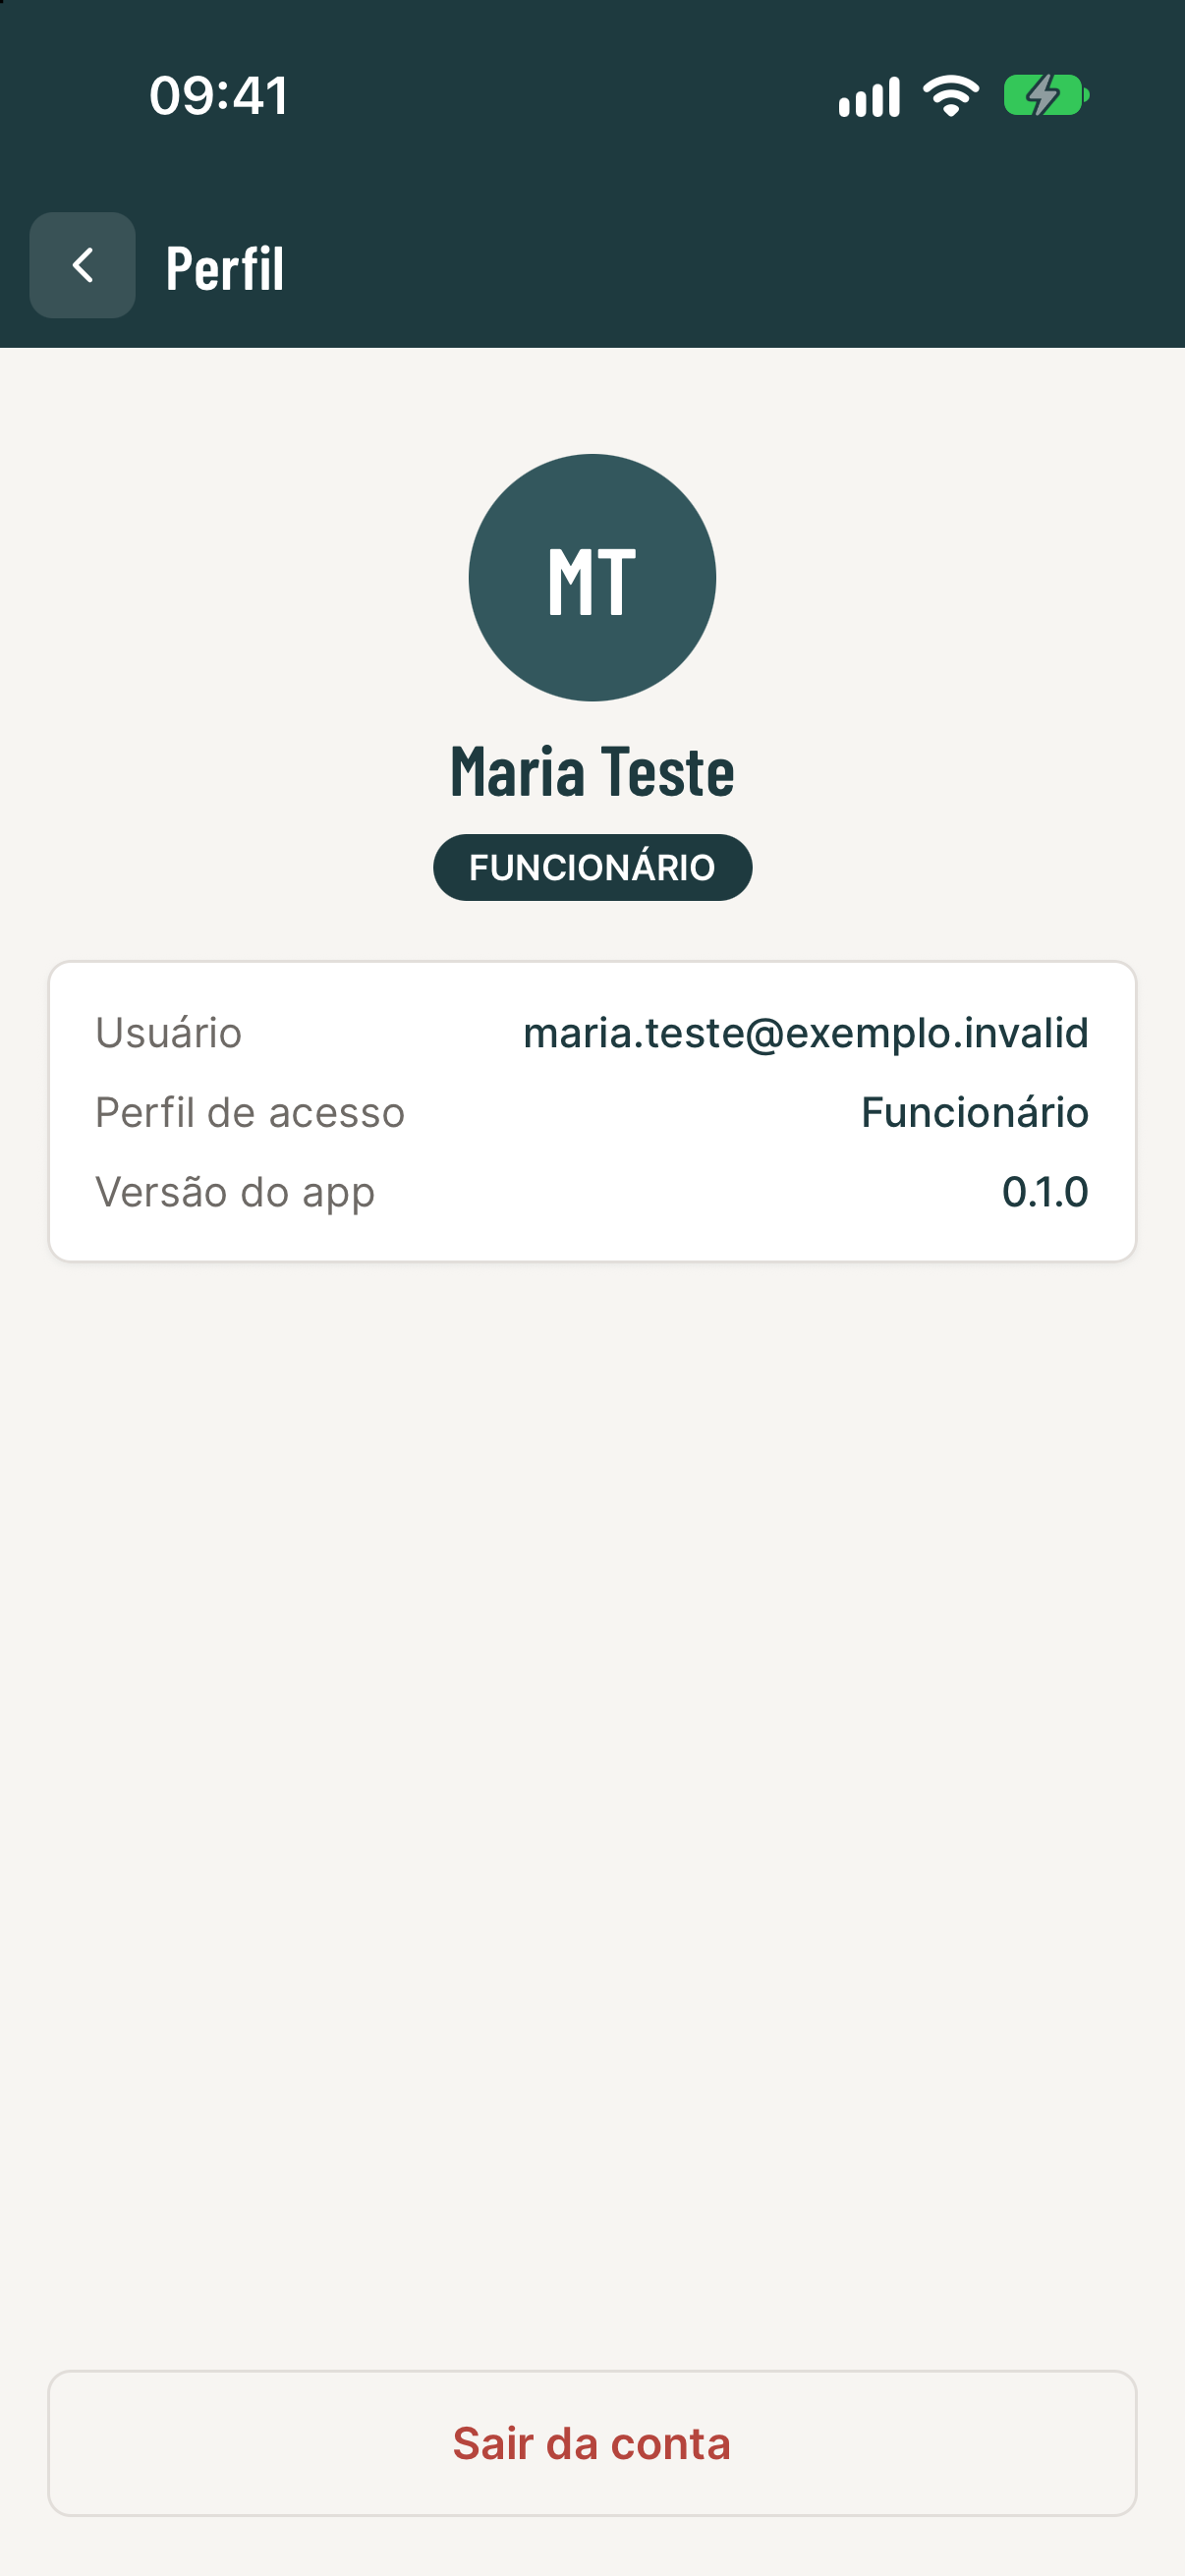 09:41
Perfil
MT
Maria Teste
FUNCIONÁRIO
Usuário maria.teste@exemplo.invalid
Perfil de acesso Funcionário
Versão do app 0.1.0
Sair da conta